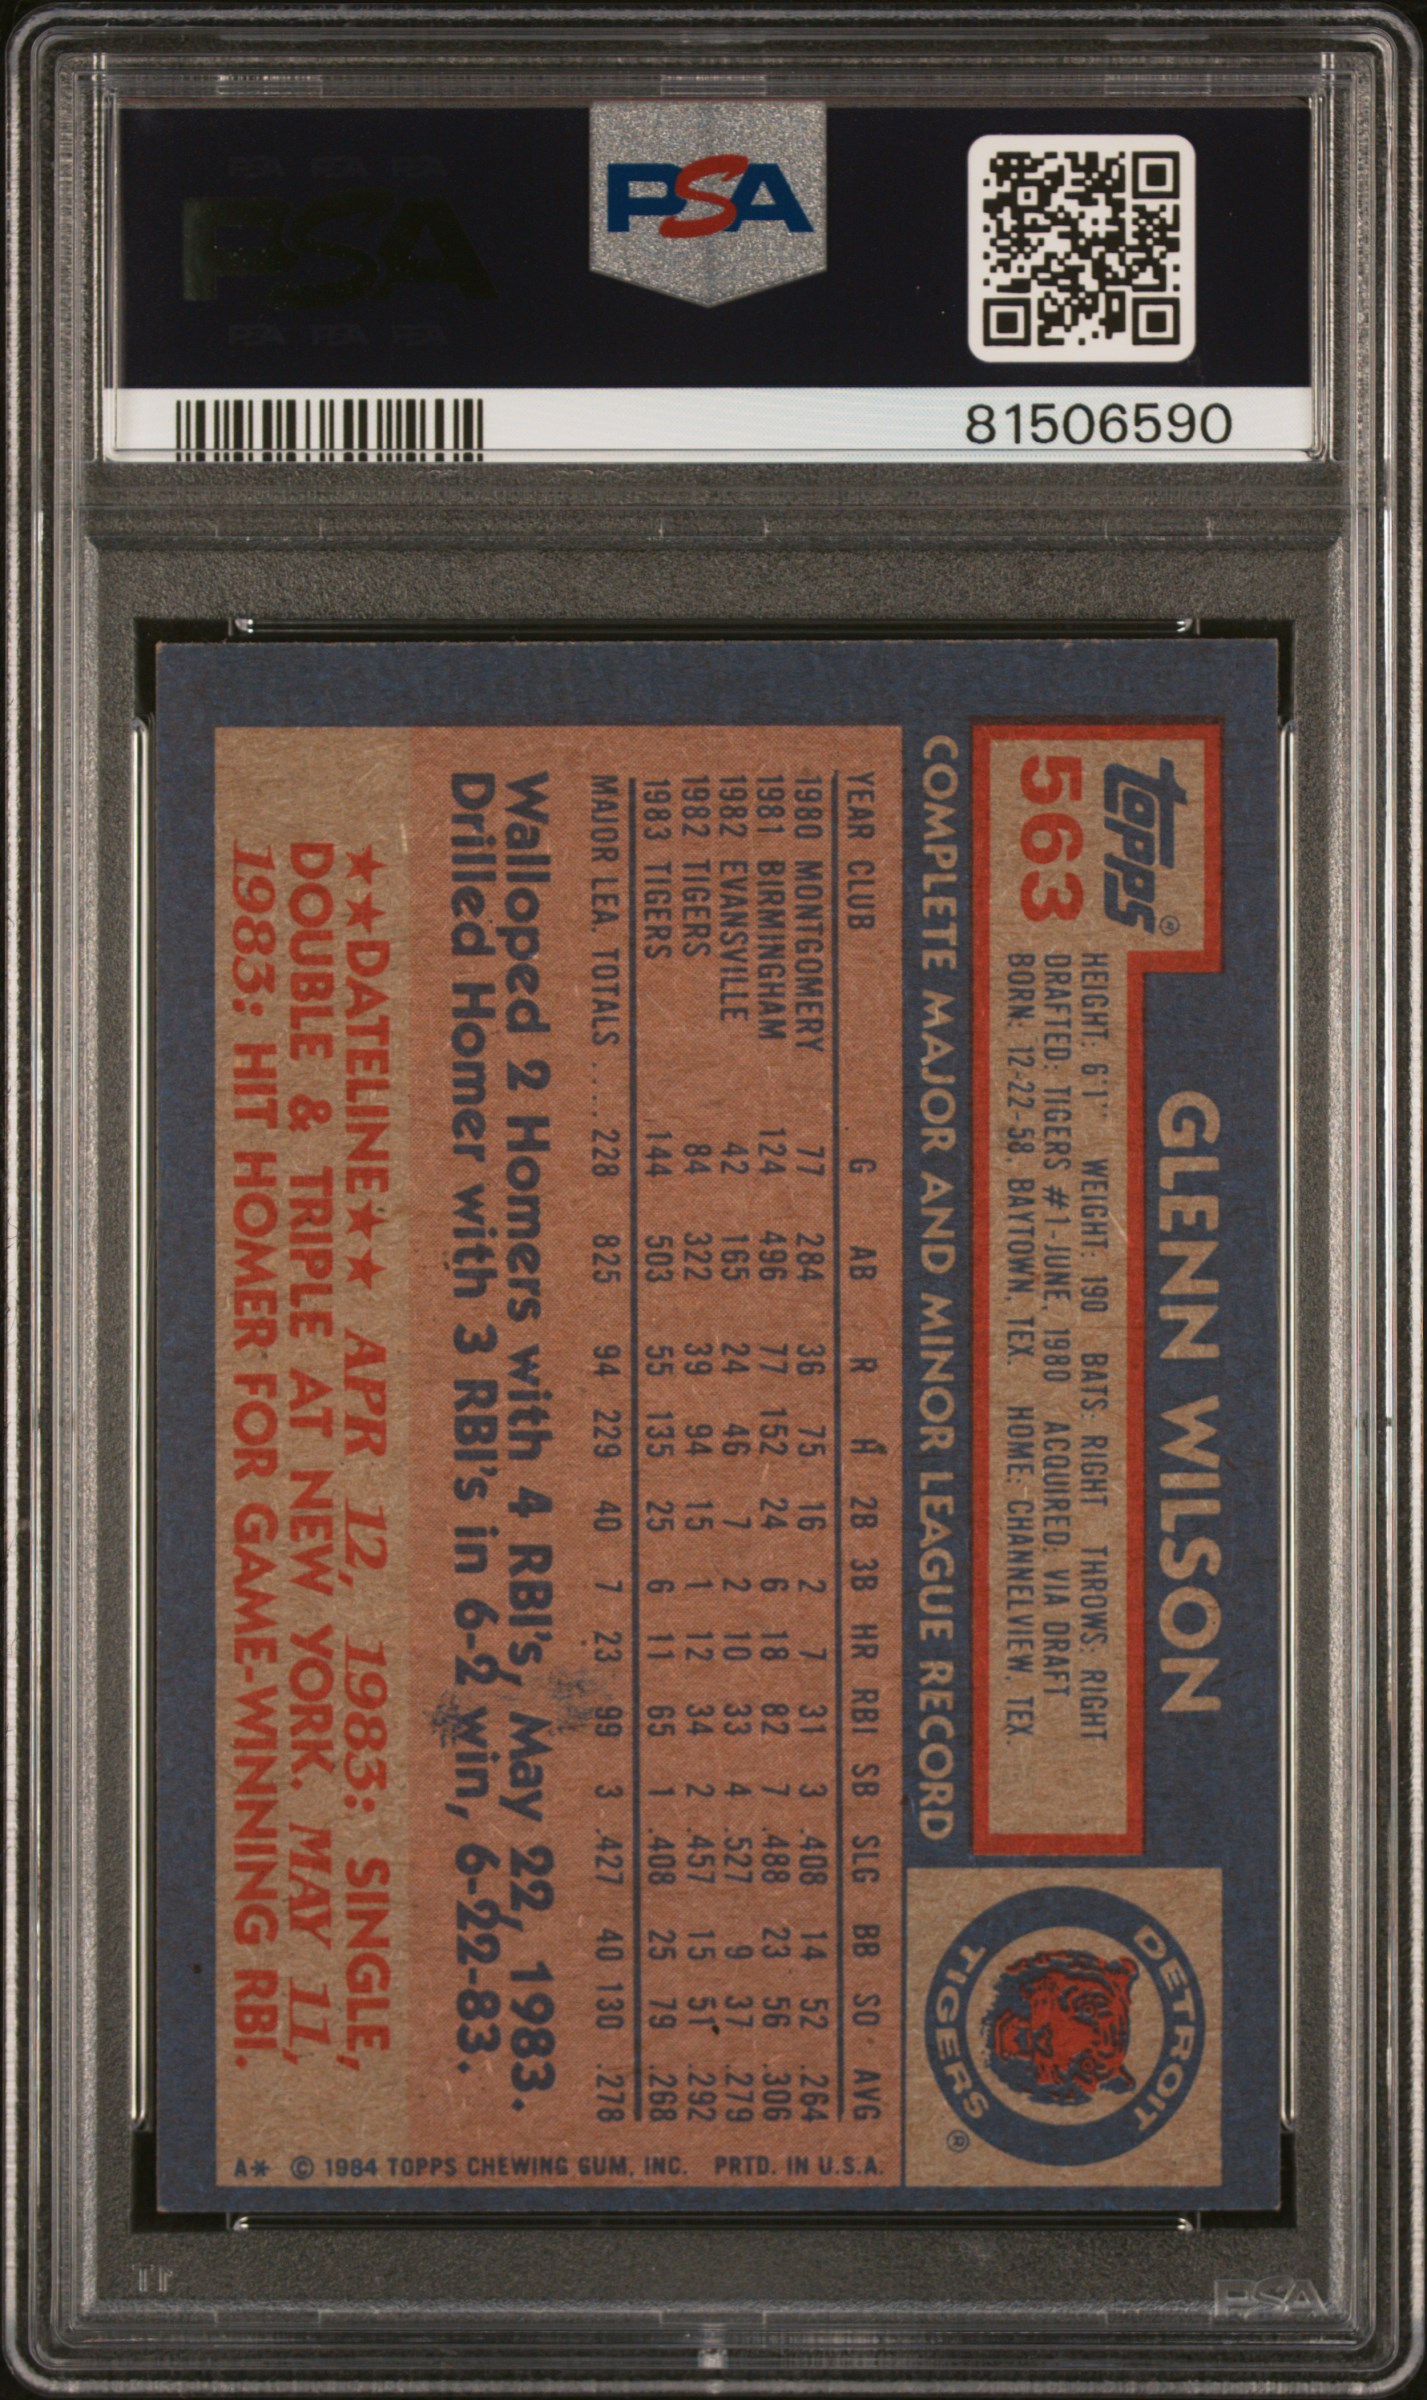 PSA PSA PSA
PSA
PSA PSA PSA
PSA
81506590
topps®
563
GLENN WILSON
HEIGHT: 6'1" WEIGHT: 190 BATS: RIGHT THROWS: RIGHT
DRAFTED: TIGERS #1-JUNE, 1980 ACQUIRED: VIA DRAFT
BORN: 12-22-58, BAYTOWN, TEX. HOME: CHANNELVIEW, TEX.
DETROIT TIGERS ®
COMPLETE MAJOR AND MINOR LEAGUE RECORD
YEAR CLUB G AB R H 2B 3B HR RBI SB SLG BB SO AVG
1980 MONTGOMERY 77 284 36 75 16 2 7 31 3 .408 14 52 .264
1981 BIRMINGHAM 124 496 77 152 24 6 18 82 7 .488 23 56 .306
1982 EVANSVILLE 42 165 24 46 7 2 10 33 4 .527 9 37 .279
1982 TIGERS 84 322 39 94 15 1 12 34 2 .457 15 51 .292
1983 TIGERS 144 503 55 135 25 6 11 65 1 .408 25 79 .268
MAJOR LEA. TOTALS ..... 228 825 94 229 40 7 23 99 3 .427 40 130 .278
Walloped 2 Homers with 4 RBI's, May 22, 1983.
Drilled Homer with 3 RBI's in 6-2 win, 6-22-83.
★★DATELINE★★ APR 12, 1983: SINGLE,
DOUBLE & TRIPLE AT NEW YORK. MAY 11,
1983: HIT HOMER FOR GAME-WINNING RBI.
A* © 1984 TOPPS CHEWING GUM, INC. PRTD. IN U.S.A.
PSA